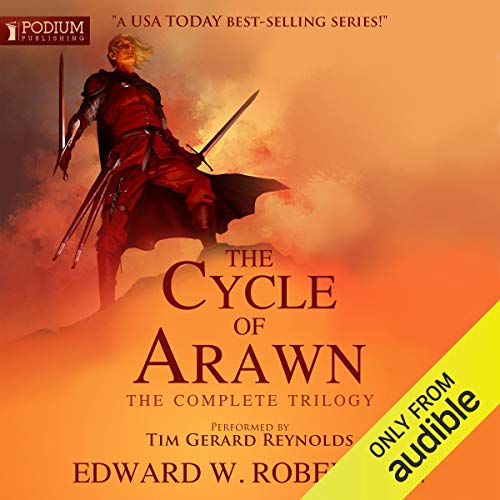 PODIUM
PUBLISHING
"A USA TODAY BEST-SELLING SERIES!"
THE
CYCLE
OF
ARAWN
THE COMPLETE TRILOGY
PERFORMED BY
TIM GERARD REYNOLDS
EDWARD W.
ONLY FROM
audible